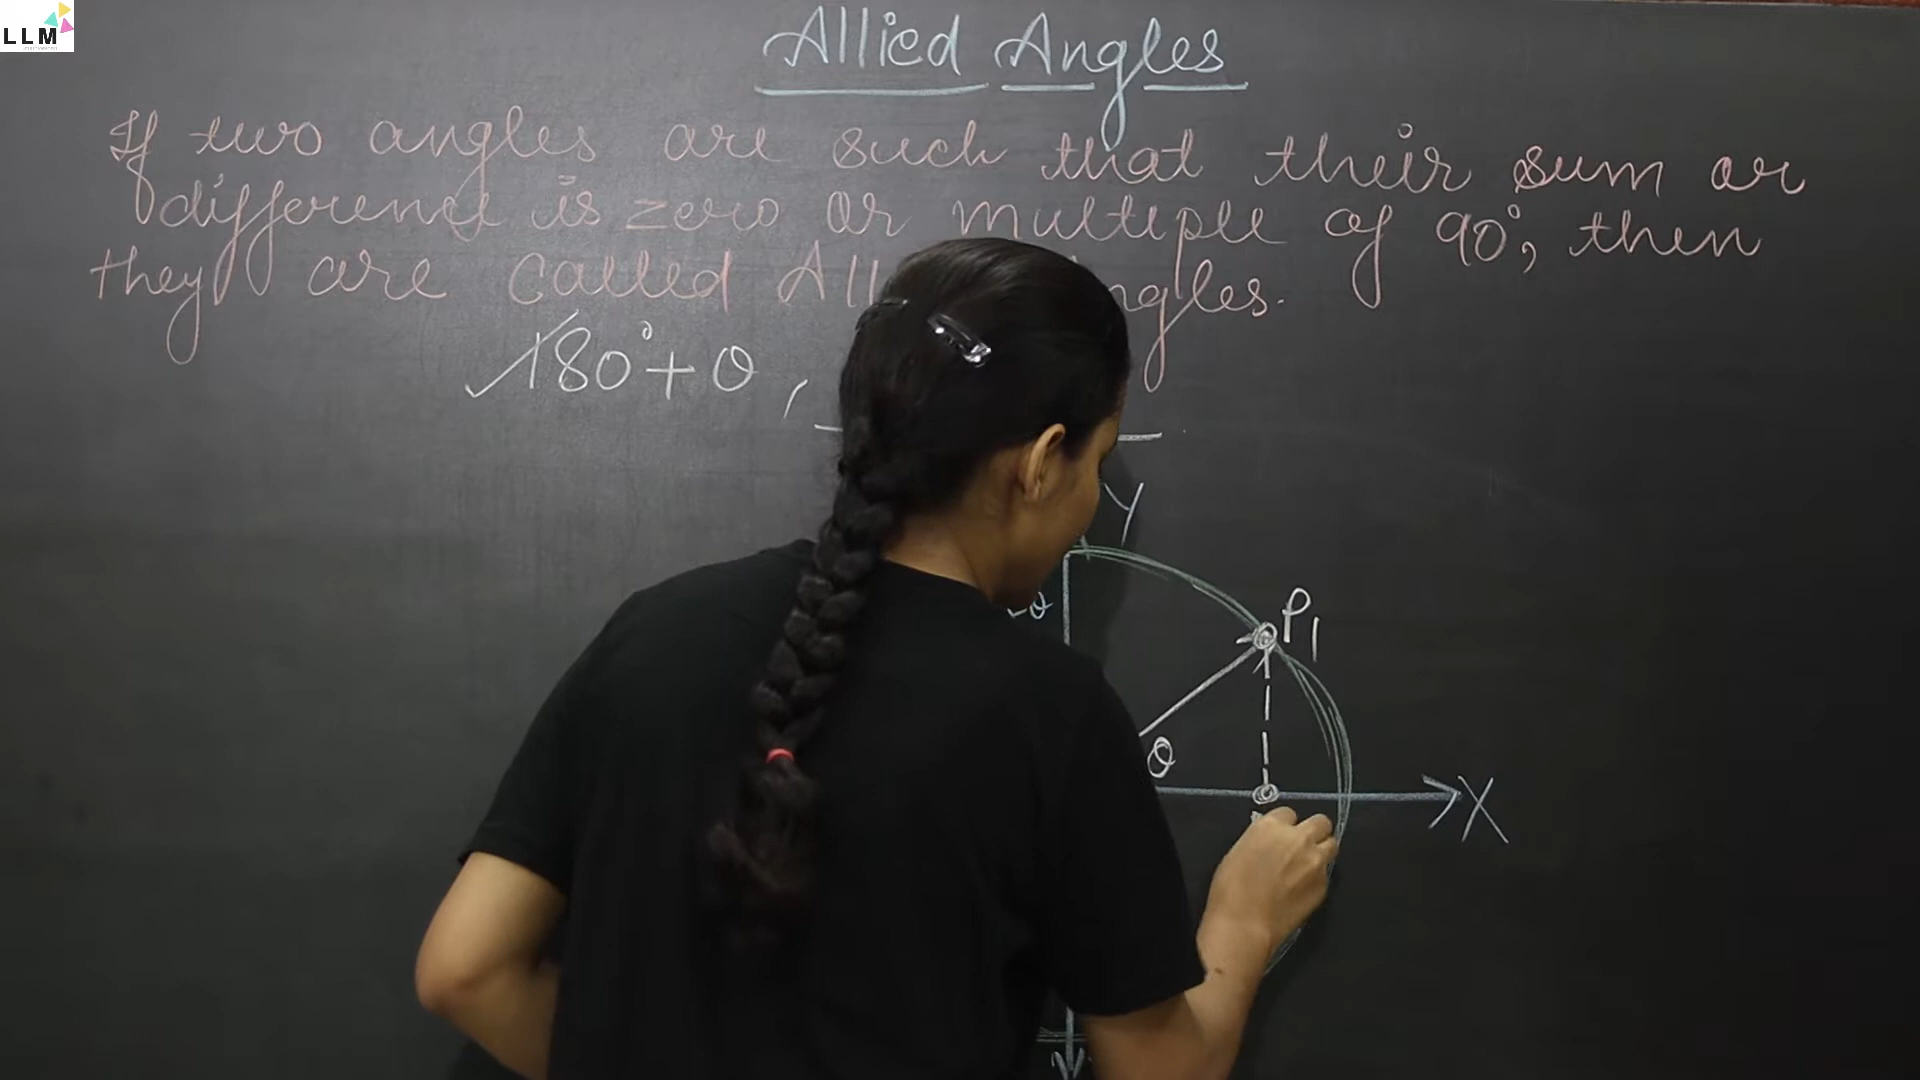 LLM
Allied Angles
If two angles are such that their sum or
difference is zero or multiple of 90°, then
they are called All ngles.
180°+θ ,
Y
-θ
P1
θ
X